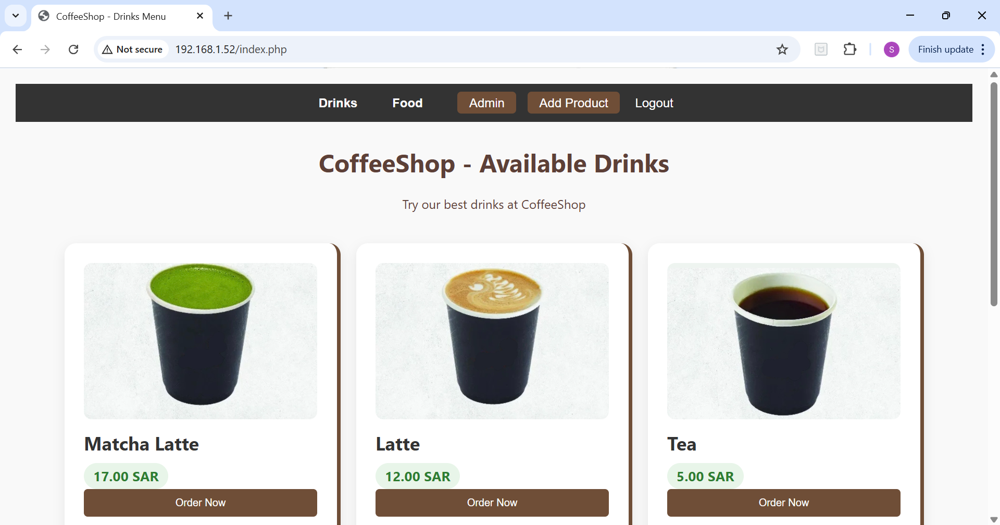 CoffeeShop - Drinks Menu
Not secure
192.168.1.52/index.php
S
Finish update
Drinks Food Admin Add Product Logout
CoffeeShop - Available Drinks
Try our best drinks at CoffeeShop
Matcha Latte
17.00 SAR
Order Now
Latte
12.00 SAR
Order Now
Tea
5.00 SAR
Order Now